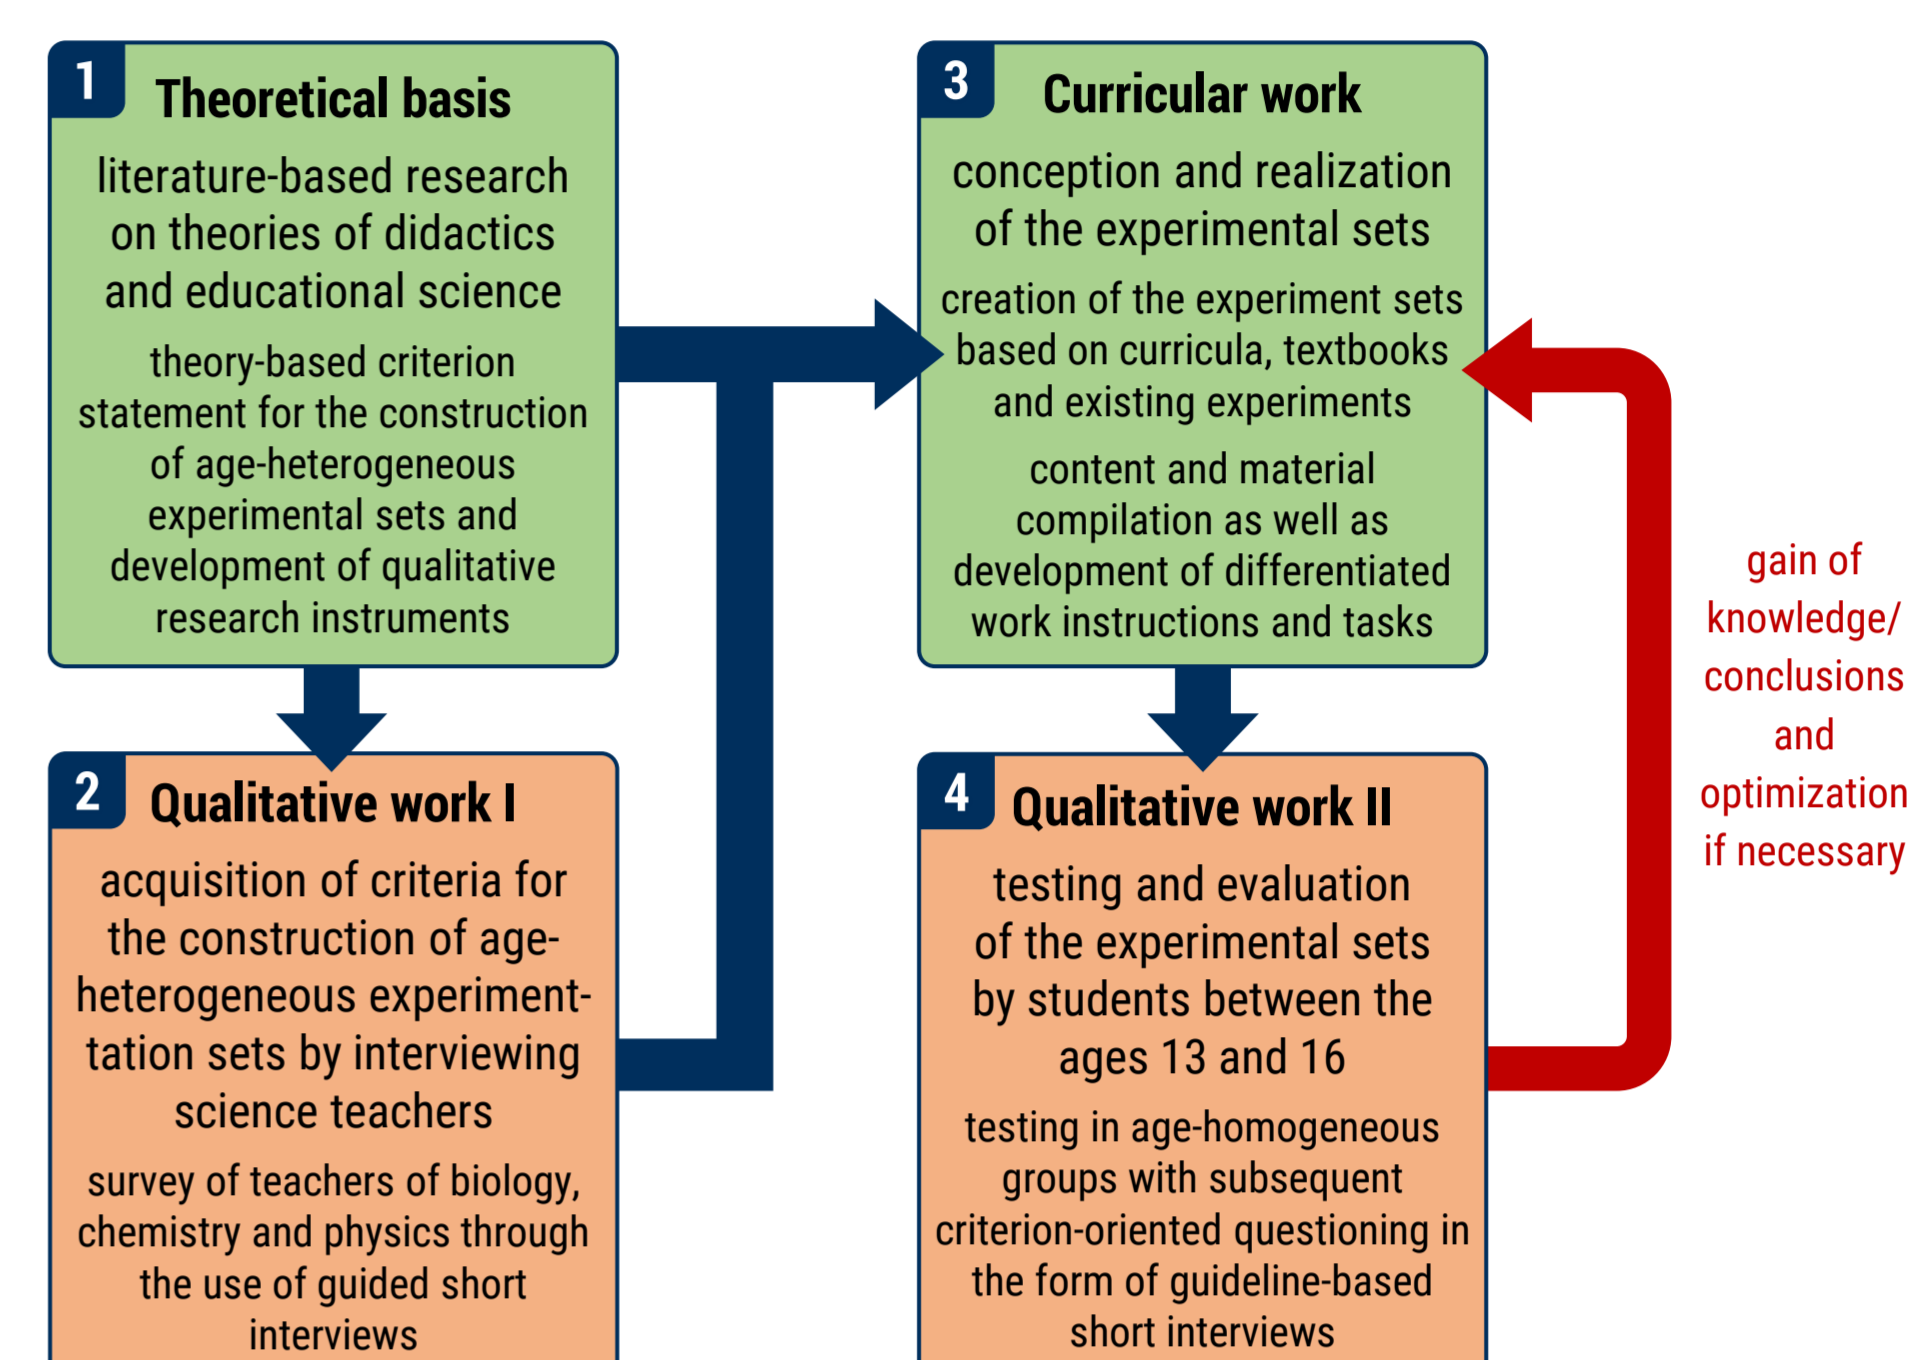 1
Theoretical basis
literature-based research
on theories of didactics
and educational science
theory-based criterion
statement for the construction
of age-heterogeneous
experimental sets and
development of qualitative
research instruments
2
Qualitative work I
acquisition of criteria for
the construction of age-
heterogeneous experiment-
tation sets by interviewing
science teachers
survey of teachers of biology,
chemistry and physics through
the use of guided short
interviews
3
Curricular work
conception and realization
of the experimental sets
creation of the experiment sets
based on curricula, textbooks
and existing experiments
content and material
compilation as well as
development of differentiated
work instructions and tasks
4
Qualitative work II
testing and evaluation
of the experimental sets
by students between the
ages 13 and 16
testing in age-homogeneous
groups with subsequent
criterion-oriented questioning in
the form of guideline-based
short interviews
gain of
knowledge/
conclusions
and
optimization
if necessary